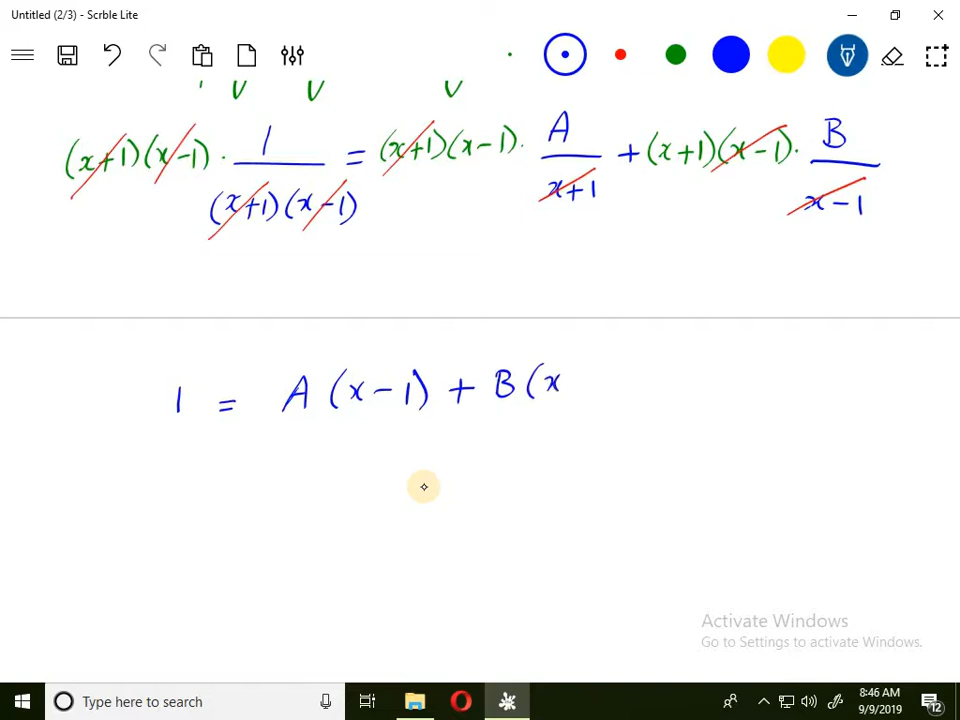 Untitled (2/3) - Scrble Lite
(x+1)(x-1) · 1/((x+1)(x-1)) = (x+1)(x-1) · A/(x+1) + (x+1)(x-1) · B/(x-1)
1 = A(x-1) + B(x
Activate Windows
Go to Settings to activate Windows.
Type here to search
8:46 AM
9/9/2019
12